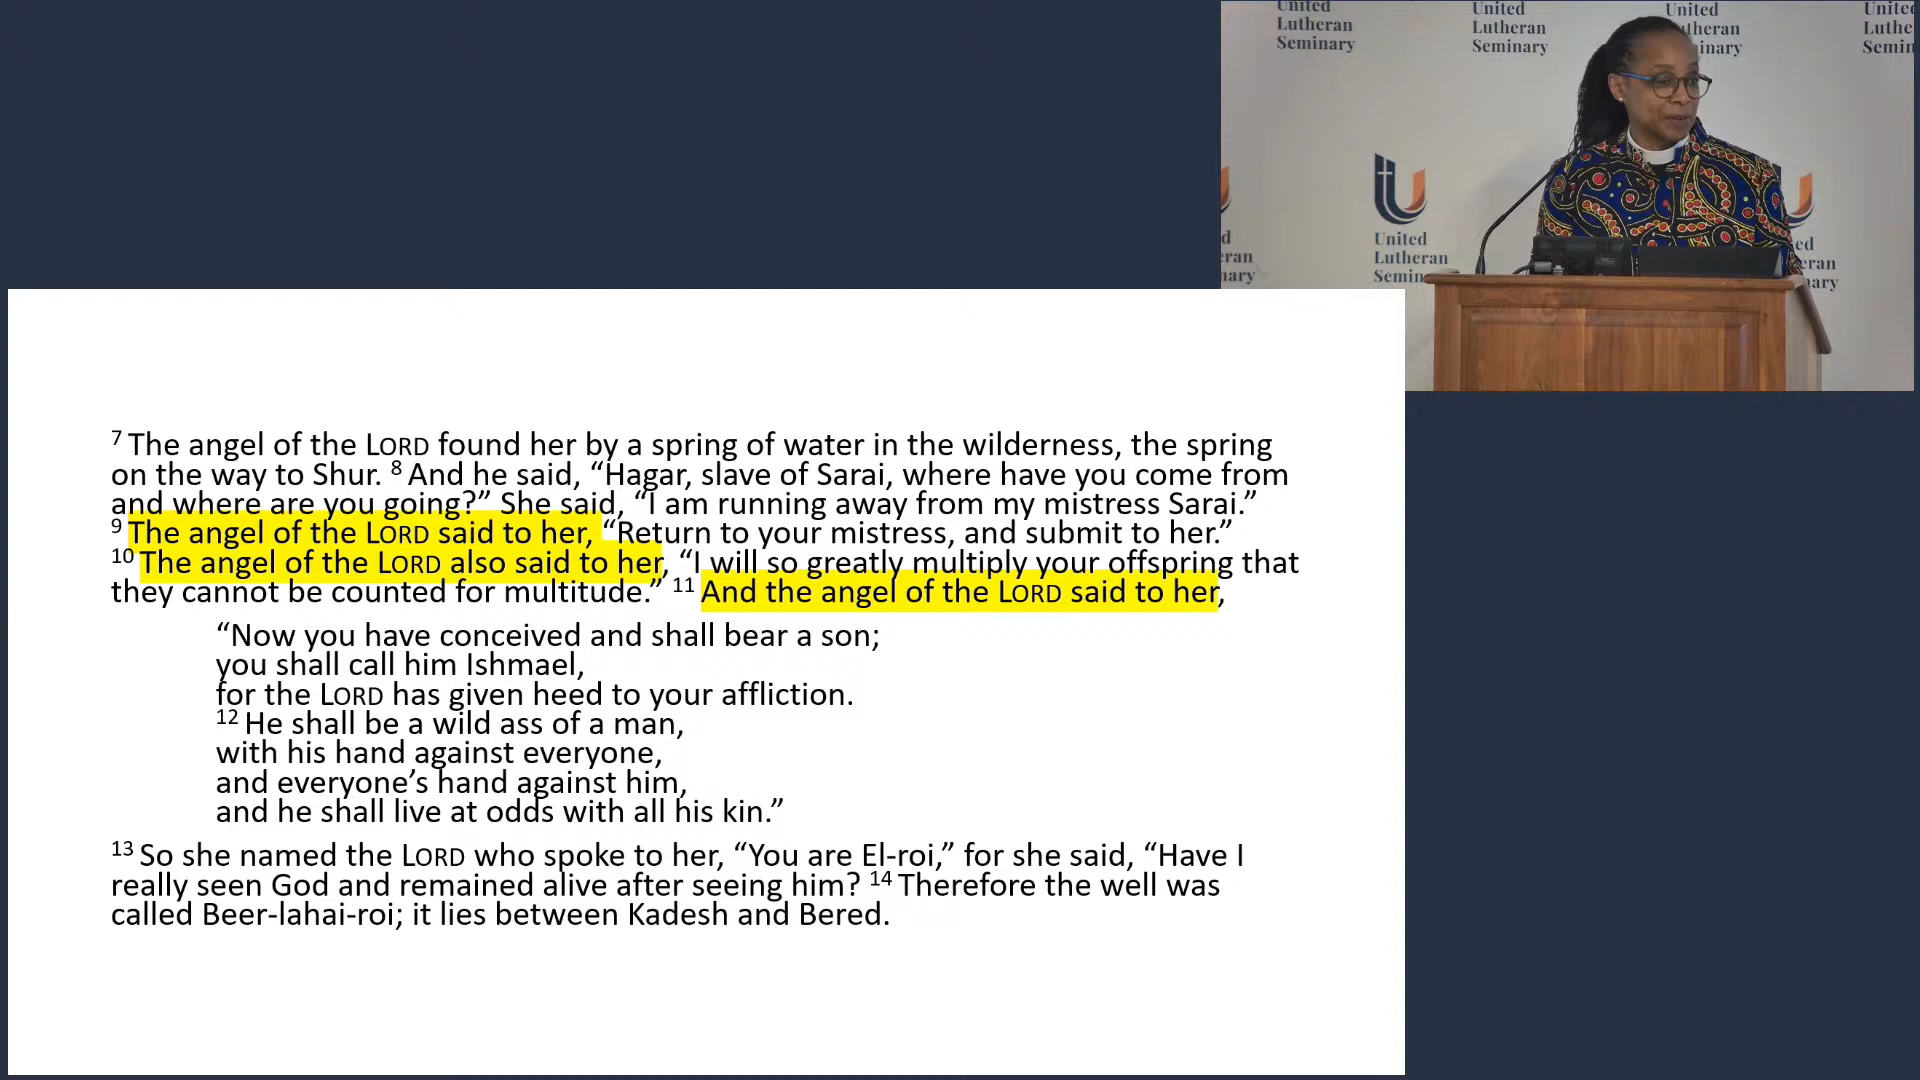 United
Lutheran
Seminary
United
Lutheran
Seminary
United
Lutheran
Seminary
⁷ The angel of the LORD found her by a spring of water in the wilderness, the spring
on the way to Shur. ⁸ And he said, “Hagar, slave of Sarai, where have you come from
and where are you going?” She said, “I am running away from my mistress Sarai.”
⁹ The angel of the LORD said to her, “Return to your mistress, and submit to her.”
¹⁰ The angel of the LORD also said to her, “I will so greatly multiply your offspring that
they cannot be counted for multitude.” ¹¹ And the angel of the LORD said to her,
“Now you have conceived and shall bear a son;
you shall call him Ishmael,
for the LORD has given heed to your affliction.
¹² He shall be a wild ass of a man,
with his hand against everyone,
and everyone’s hand against him,
and he shall live at odds with all his kin.”
¹³ So she named the LORD who spoke to her, “You are El-roi,” for she said, “Have I
really seen God and remained alive after seeing him? ¹⁴ Therefore the well was
called Beer-lahai-roi; it lies between Kadesh and Bered.